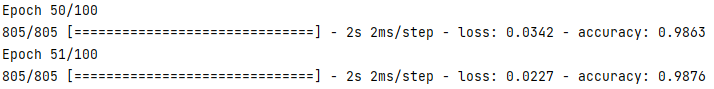 Epoch 50/100
805/805 [==============================] - 2s 2ms/step - loss: 0.0342 - accuracy: 0.9863
Epoch 51/100
805/805 [==============================] - 2s 2ms/step - loss: 0.0227 - accuracy: 0.9876